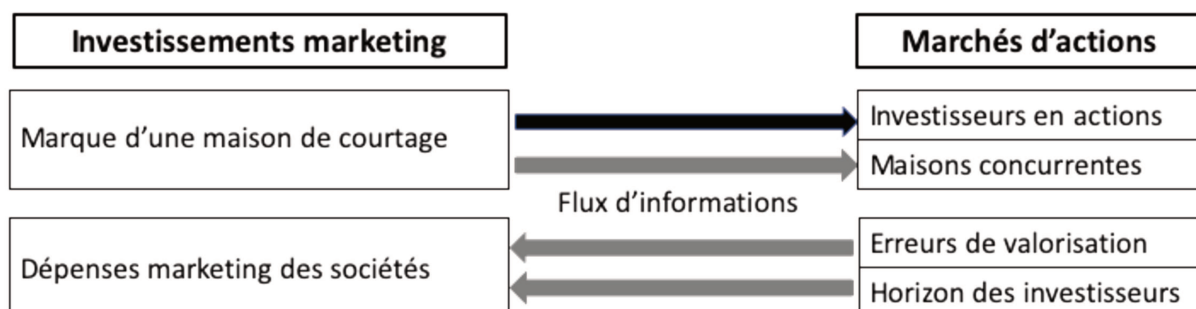 Investissements marketing
Marchés d'actions
Marque d'une maison de courtage
Investisseurs en actions
Maisons concurrentes
Flux d'informations
Dépenses marketing des sociétés
Erreurs de valorisation
Horizon des investisseurs